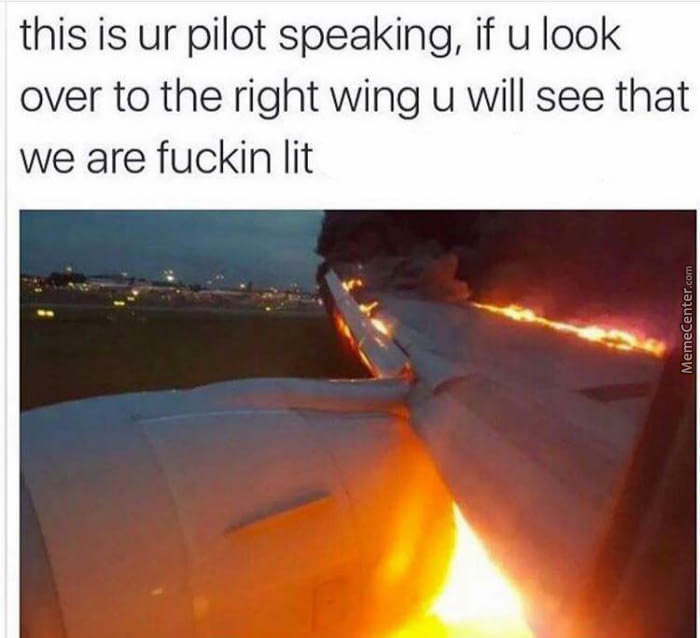 this is ur pilot speaking, if u look
over to the right wing u will see that
we are fuckin lit
MemeCenter.com